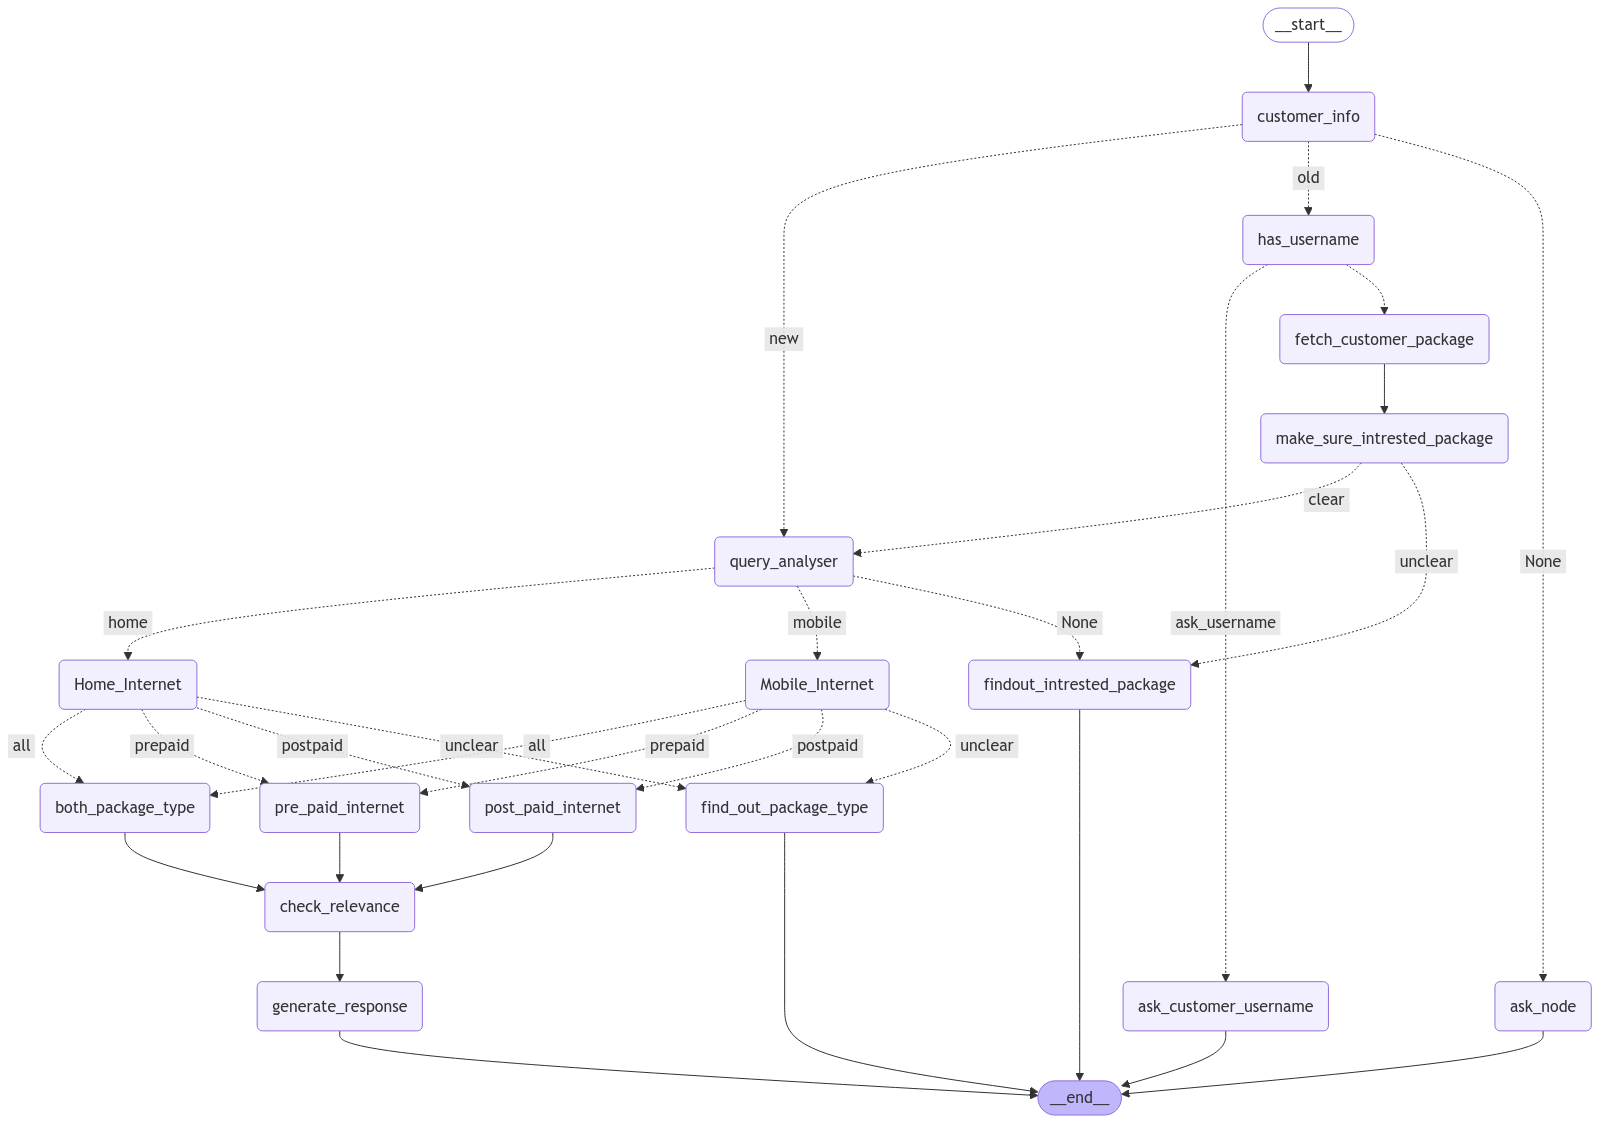 __start__
customer_info
old
has_username
new
fetch_customer_package
make_sure_intrested_package
clear
query_analyser
unclear
None
home
mobile
None
ask_username
Home_Internet
Mobile_Internet
findout_intrested_package
all
prepaid
postpaid
unclear
all
prepaid
postpaid
unclear
both_package_type
pre_paid_internet
post_paid_internet
find_out_package_type
check_relevance
generate_response
ask_customer_username
ask_node
__end__